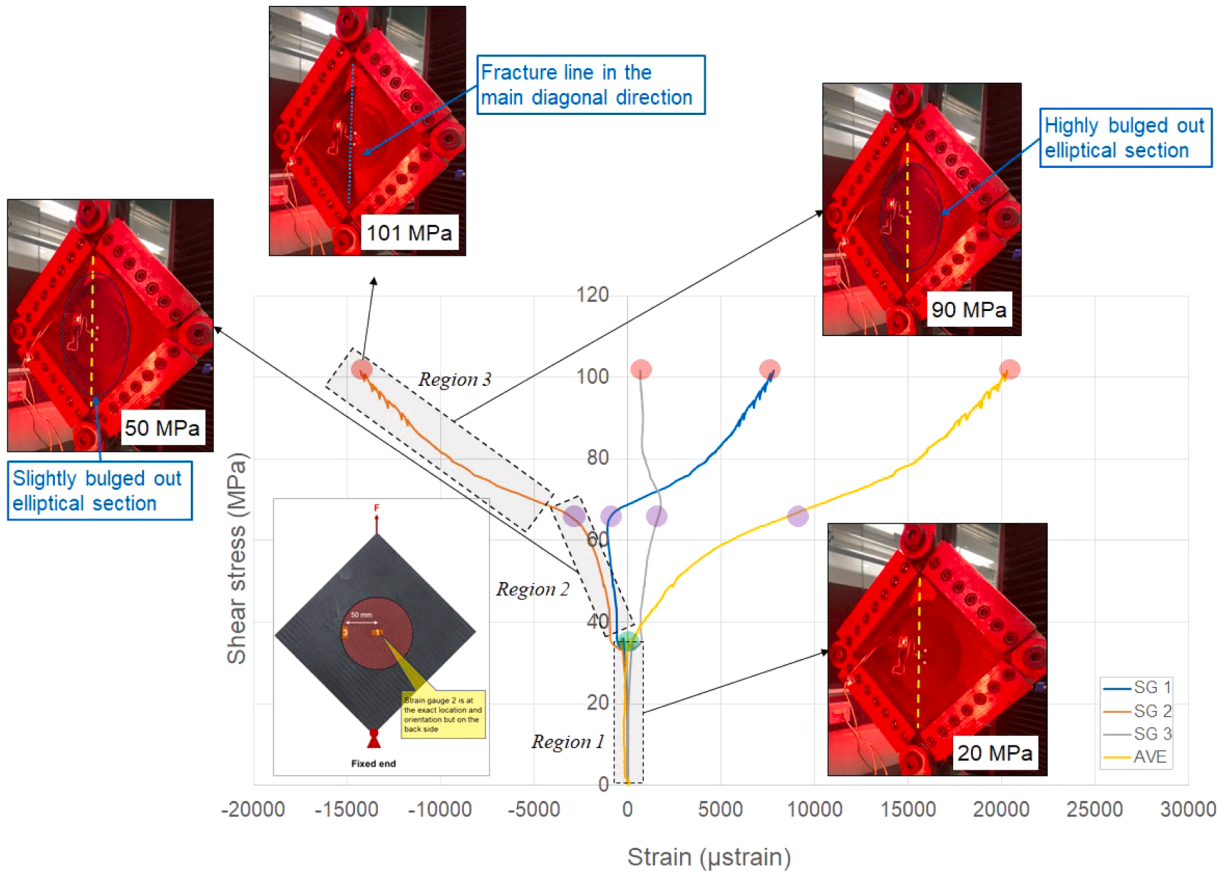 Fracture line in the
main diagonal direction
101 MPa
Highly bulged out
elliptical section
90 MPa
50 MPa
Slightly bulged out
elliptical section
120
100
80
60
40
20
0
Shear stress (MPa)
Region 3
Region 2
Region 1
F
50 mm
3
1
Strain gauge 2 is at
the exact location and
orientation but on the
back side
Fixed end
20 MPa
SG 1
SG 2
SG 3
AVE
-20000 -15000 -10000 -5000 0 5000 10000 15000 20000 25000 30000
Strain (µstrain)